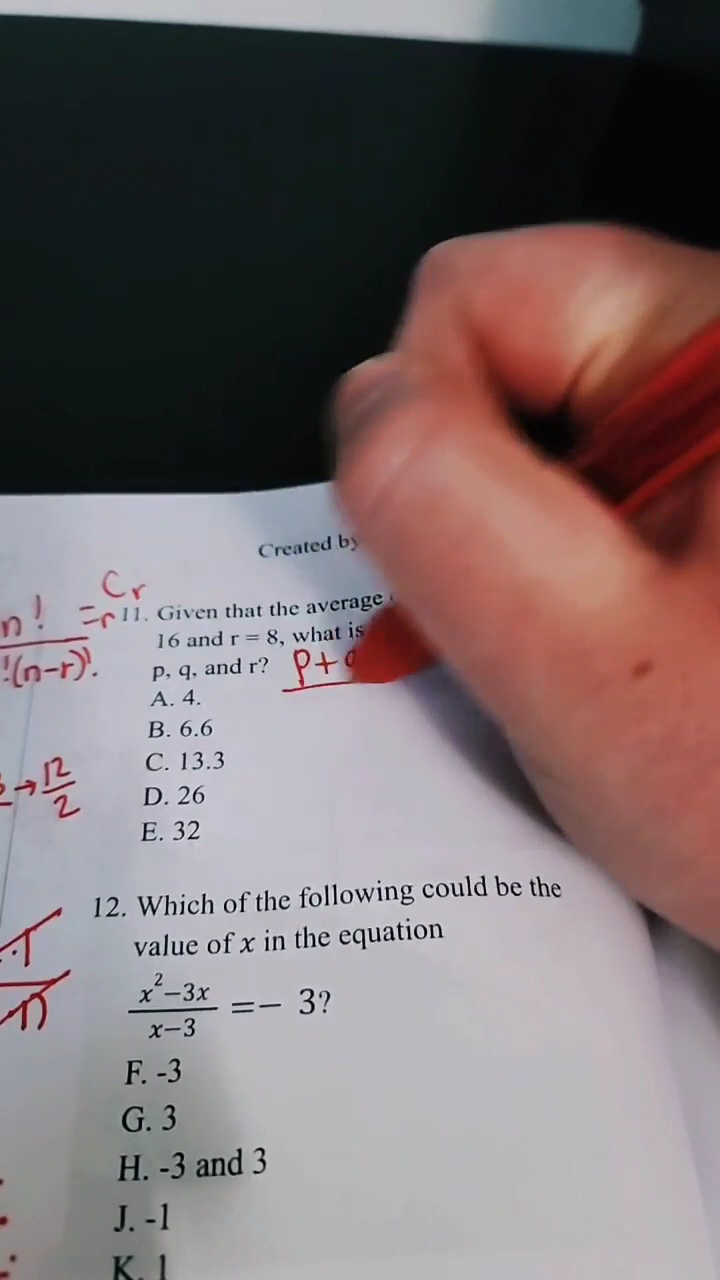 Created by
n! = Cr
!(n-r)!.
11. Given that the average
16 and r = 8, what is
p, q, and r? p+
A. 4.
B. 6.6
C. 13.3
→ 12/2
D. 26
E. 32
12. Which of the following could be the
value of x in the equation
x²-3x
x-3
=- 3?
F. -3
G. 3
H. -3 and 3
J. -1
K. 1